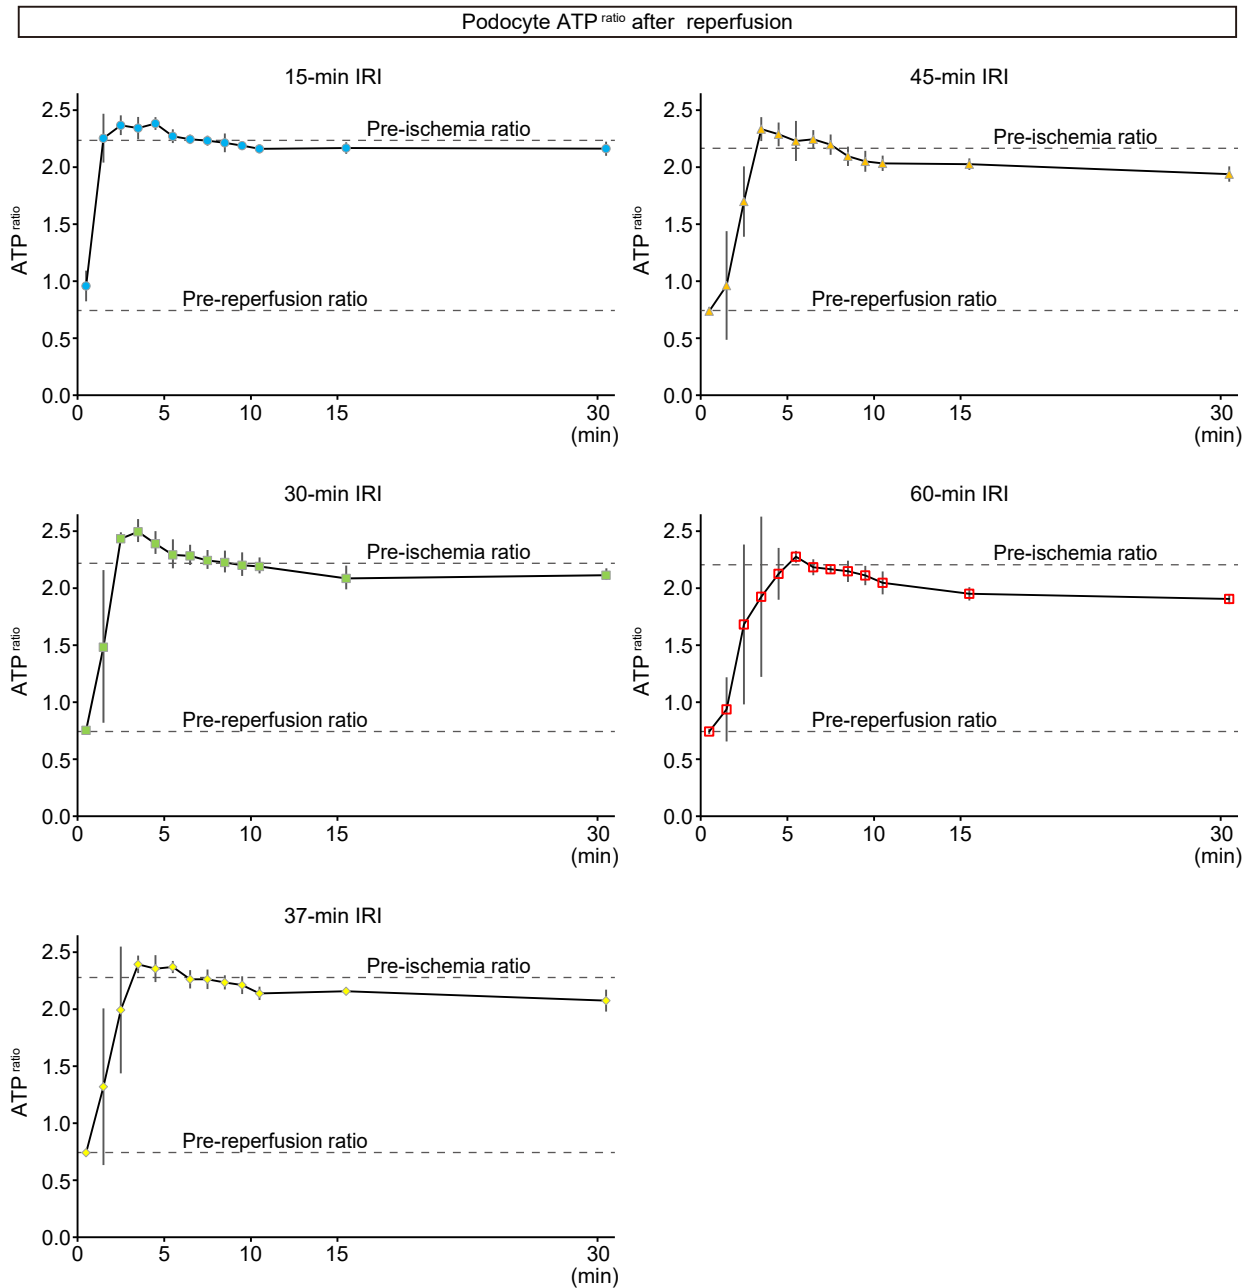 Podocyte ATP ratio after reperfusion
15-min IRI
2.5
2.0
1.5
1.0
0.5
0.0
ATP ratio
Pre-ischemia ratio
Pre-reperfusion ratio
0 5 10 15 30
(min)
45-min IRI
2.5
2.0
1.5
1.0
0.5
0.0
ATP ratio
Pre-ischemia ratio
Pre-reperfusion ratio
0 5 10 15 30
(min)
30-min IRI
2.5
2.0
1.5
1.0
0.5
0.0
ATP ratio
Pre-ischemia ratio
Pre-reperfusion ratio
0 5 10 15 30
(min)
60-min IRI
2.5
2.0
1.5
1.0
0.5
0.0
ATP ratio
Pre-ischemia ratio
Pre-reperfusion ratio
0 5 10 15 30
(min)
37-min IRI
2.5
2.0
1.5
1.0
0.5
0.0
ATP ratio
Pre-ischemia ratio
Pre-reperfusion ratio
0 5 10 15 30
(min)